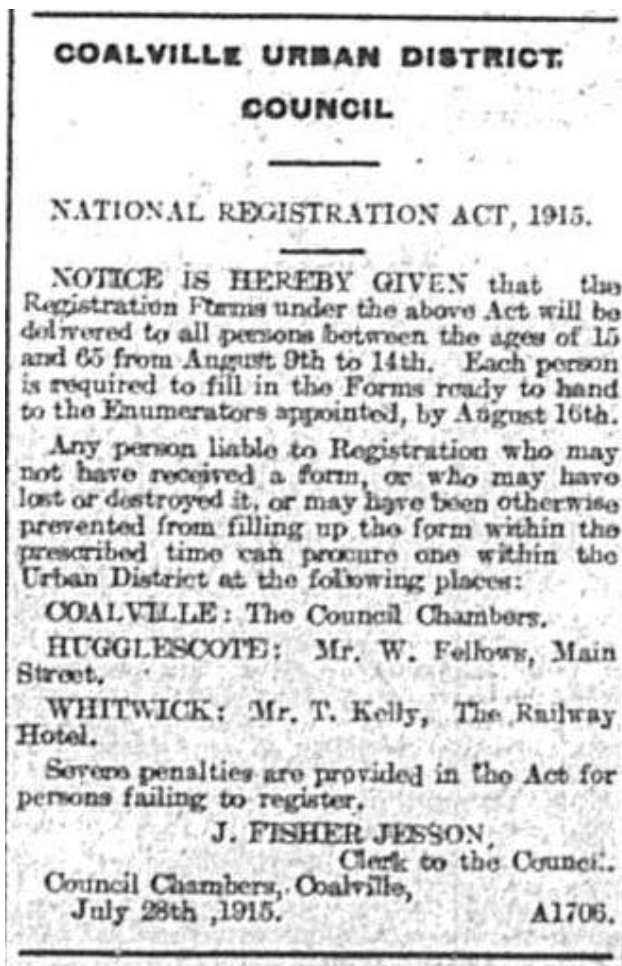 COALVILLE URBAN DISTRICT
COUNCIL
NATIONAL REGISTRATION ACT, 1915.
NOTICE IS HEREBY GIVEN that the
Registration Forms under the above Act will be
delivered to all persons between the ages of 15
and 65 from August 9th to 14th. Each person
is required to fill in the Forms ready to hand
to the Enumerators appointed, by August 16th.
Any person liable to Registration who may
not have received a form, or who may have
lost or destroyed it, or may have been otherwise
prevented from filling up the form within the
prescribed time can procure one within the
Urban District at the following places:
COALVILLE: The Council Chambers.
HUGGLESCOTE: Mr. W. Fellows, Main
Street.
WHITWICK: Mr. T. Kelly, The Railway
Hotel.
Severe penalties are provided in the Act for
persons failing to register.
J. FISHER JESSON,
Clerk to the Council.
Council Chambers, Coalville,
July 28th ,1915. A1706.